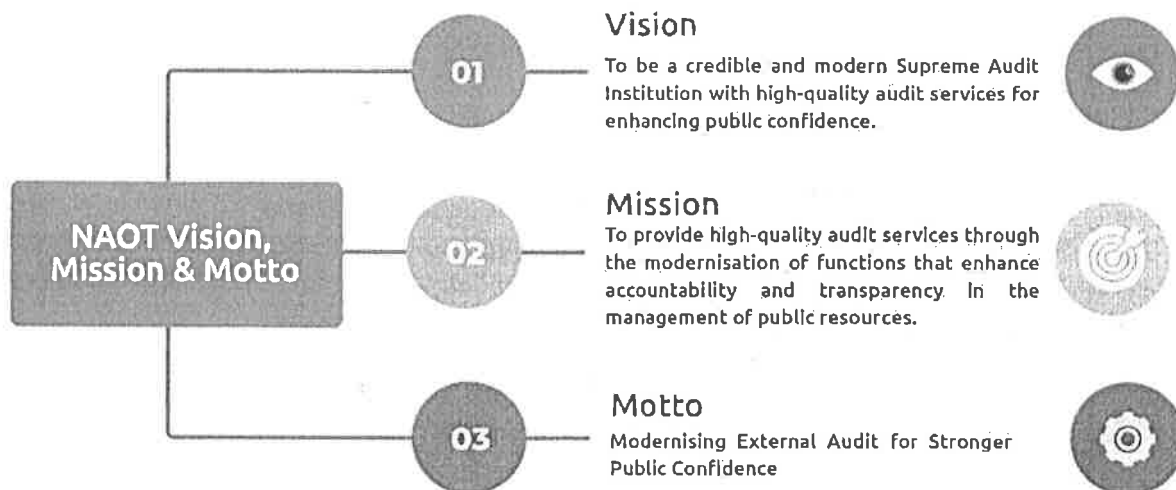 01
Vision
To be a credible and modern Supreme Audit
Institution with high-quality audit services for
enhancing public confidence.
NAOT Vision,
Mission & Motto
02
Mission
To provide high-quality audit services through
the modernisation of functions that enhance
accountability and transparency In the
management of public resources.
03
Motto
Modernising External Audit for Stronger
Public Confidence